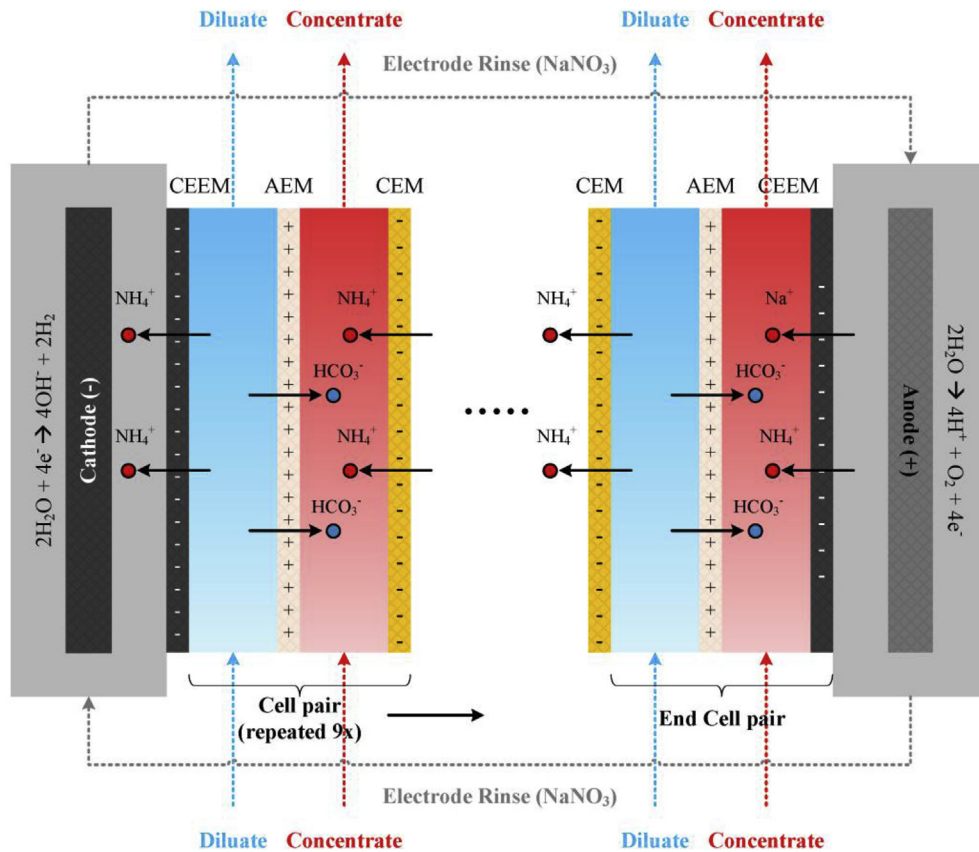 Diluate Concentrate Diluate Concentrate
Electrode Rinse (NaNO₃)
CEEM AEM CEM CEM AEM CEEM
NH₄⁺ NH₄⁺ NH₄⁺ Na⁺
HCO₃⁻ HCO₃⁻
NH₄⁺ NH₄⁺ NH₄⁺ NH₄⁺
HCO₃⁻ HCO₃⁻
2H₂O + 4e⁻ → 4OH⁻ + 2H₂
Cathode (-)
Anode (+)
2H₂O → 4H⁺ + O₂ + 4e⁻
Cell pair
(repeated 9x)
End Cell pair
Electrode Rinse (NaNO₃)
Diluate Concentrate Diluate Concentrate